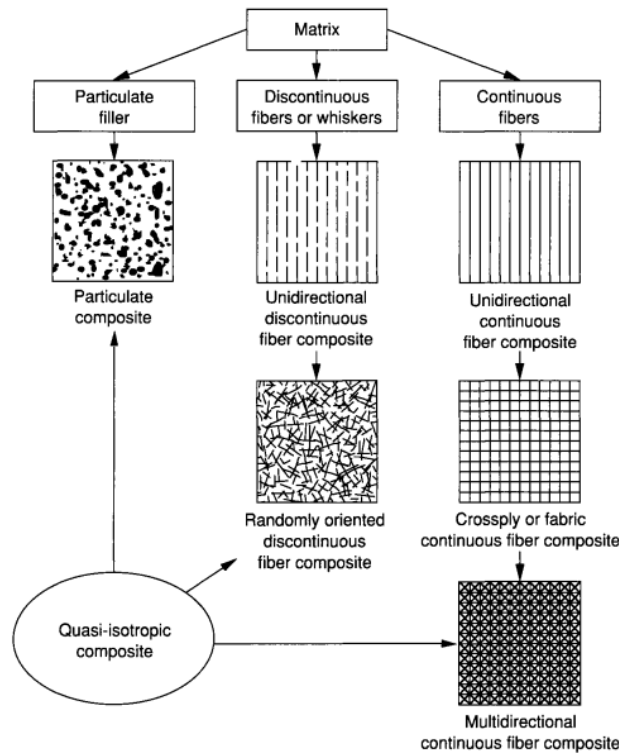 Matrix
Particulate
filler
Discontinuous
fibers or whiskers
Continuous
fibers
Particulate
composite
Unidirectional
discontinuous
fiber composite
Unidirectional
continuous
fiber composite
Randomly oriented
discontinuous
fiber composite
Crossply or fabric
continuous fiber composite
Quasi-isotropic
composite
Multidirectional
continuous fiber composite